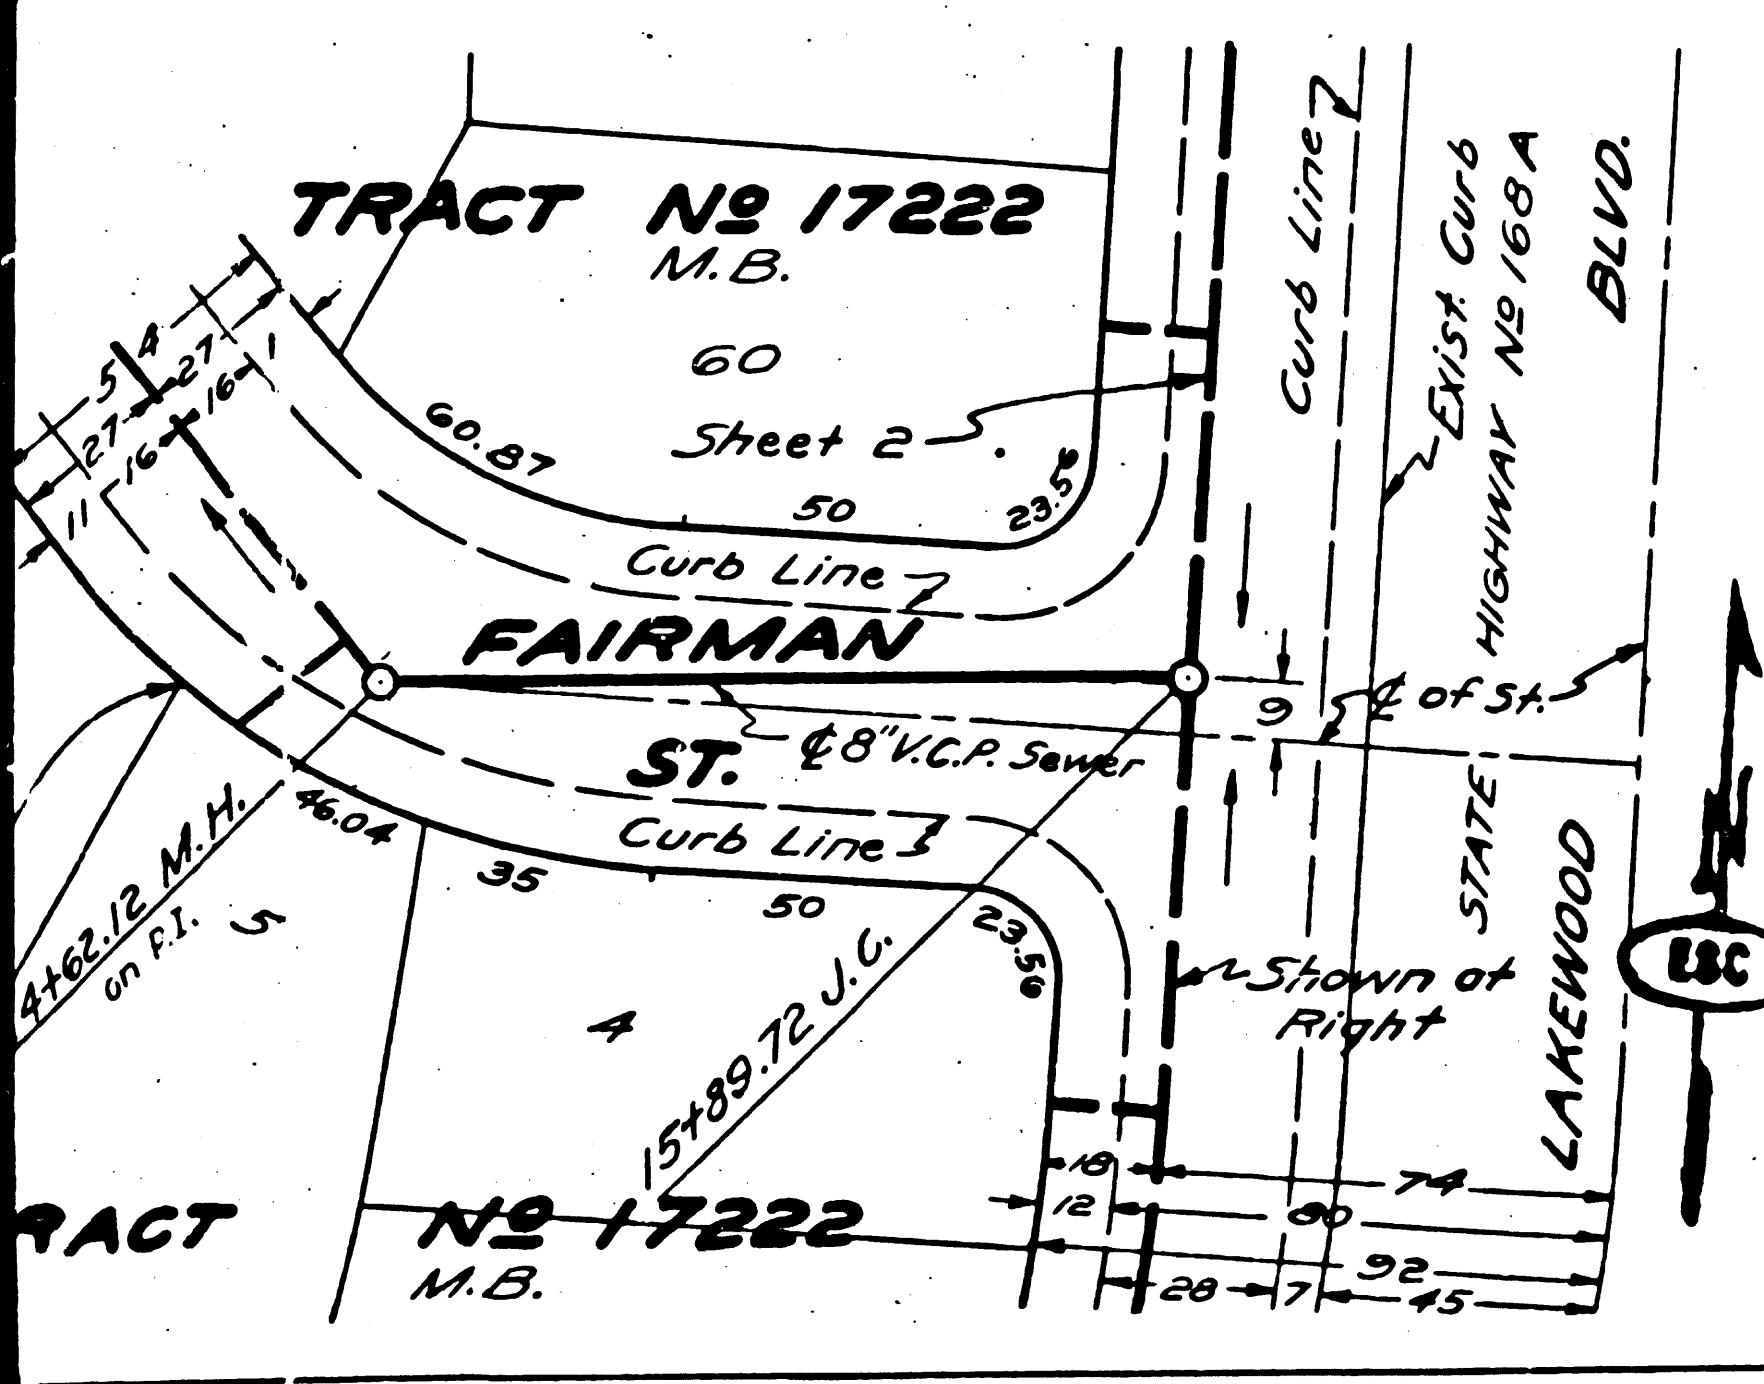 TRACT Nº 17222
M.B.
60
Sheet 2
60.87
50
23.56
Curb Line
Curb Line
Exist. Curb
STATE HIGHWAY Nº 168 A
LAKEWOOD BLVD.
5 4
27 27
16 16
11 1
FAIRMAN
ST.
℄ 8" V.C.P. Sewer
9
℄ of St.
Curb Line
46.04
35
50
23.56
4+62.12 M.H.
on P.I.
5
4
15+89.72 J.C.
Shown at
Right
N
18 74
12 80
92
28 7 45
RACT Nº 17222
M.B.